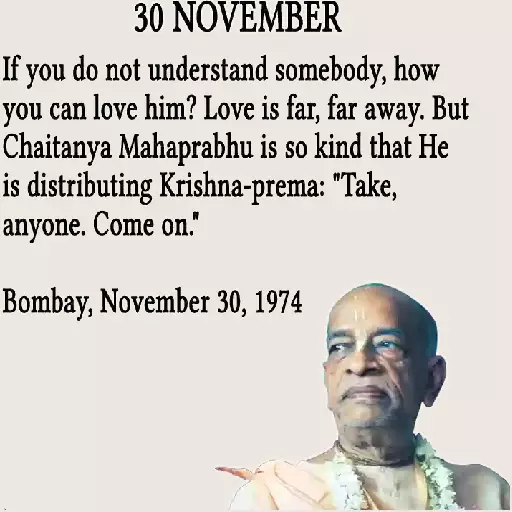 30 NOVEMBER
If you do not understand somebody, how
you can love him? Love is far, far away. But
Chaitanya Mahaprabhu is so kind that He
is distributing Krishna-prema: "Take,
anyone. Come on."
Bombay, November 30, 1974